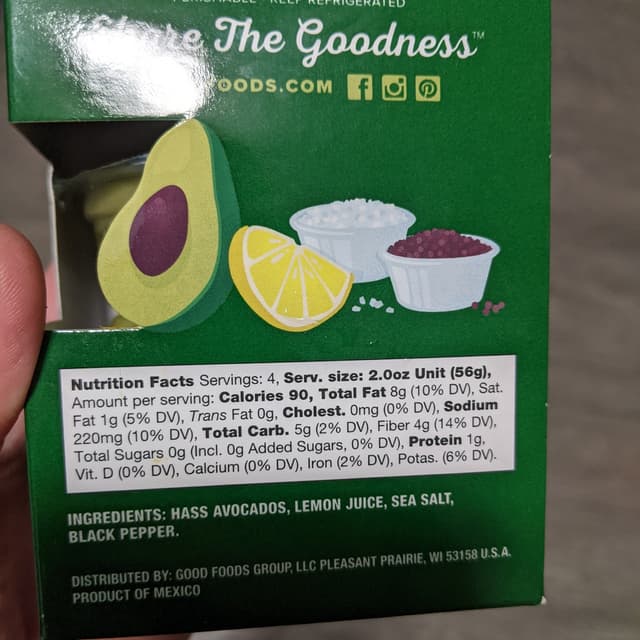 KEEP REFRIGERATED
The Goodness™
OODS.COM
Nutrition Facts Servings: 4, Serv. size: 2.0oz Unit (56g),
Amount per serving: Calories 90, Total Fat 8g (10% DV), Sat.
Fat 1g (5% DV), Trans Fat 0g, Cholest. 0mg (0% DV), Sodium
220mg (10% DV), Total Carb. 5g (2% DV), Fiber 4g (14% DV),
Total Sugars 0g (Incl. 0g Added Sugars, 0% DV), Protein 1g,
Vit. D (0% DV), Calcium (0% DV), Iron (2% DV), Potas. (6% DV).
INGREDIENTS: HASS AVOCADOS, LEMON JUICE, SEA SALT,
BLACK PEPPER.
DISTRIBUTED BY: GOOD FOODS GROUP, LLC PLEASANT PRAIRIE, WI 53158 U.S.A.
PRODUCT OF MEXICO